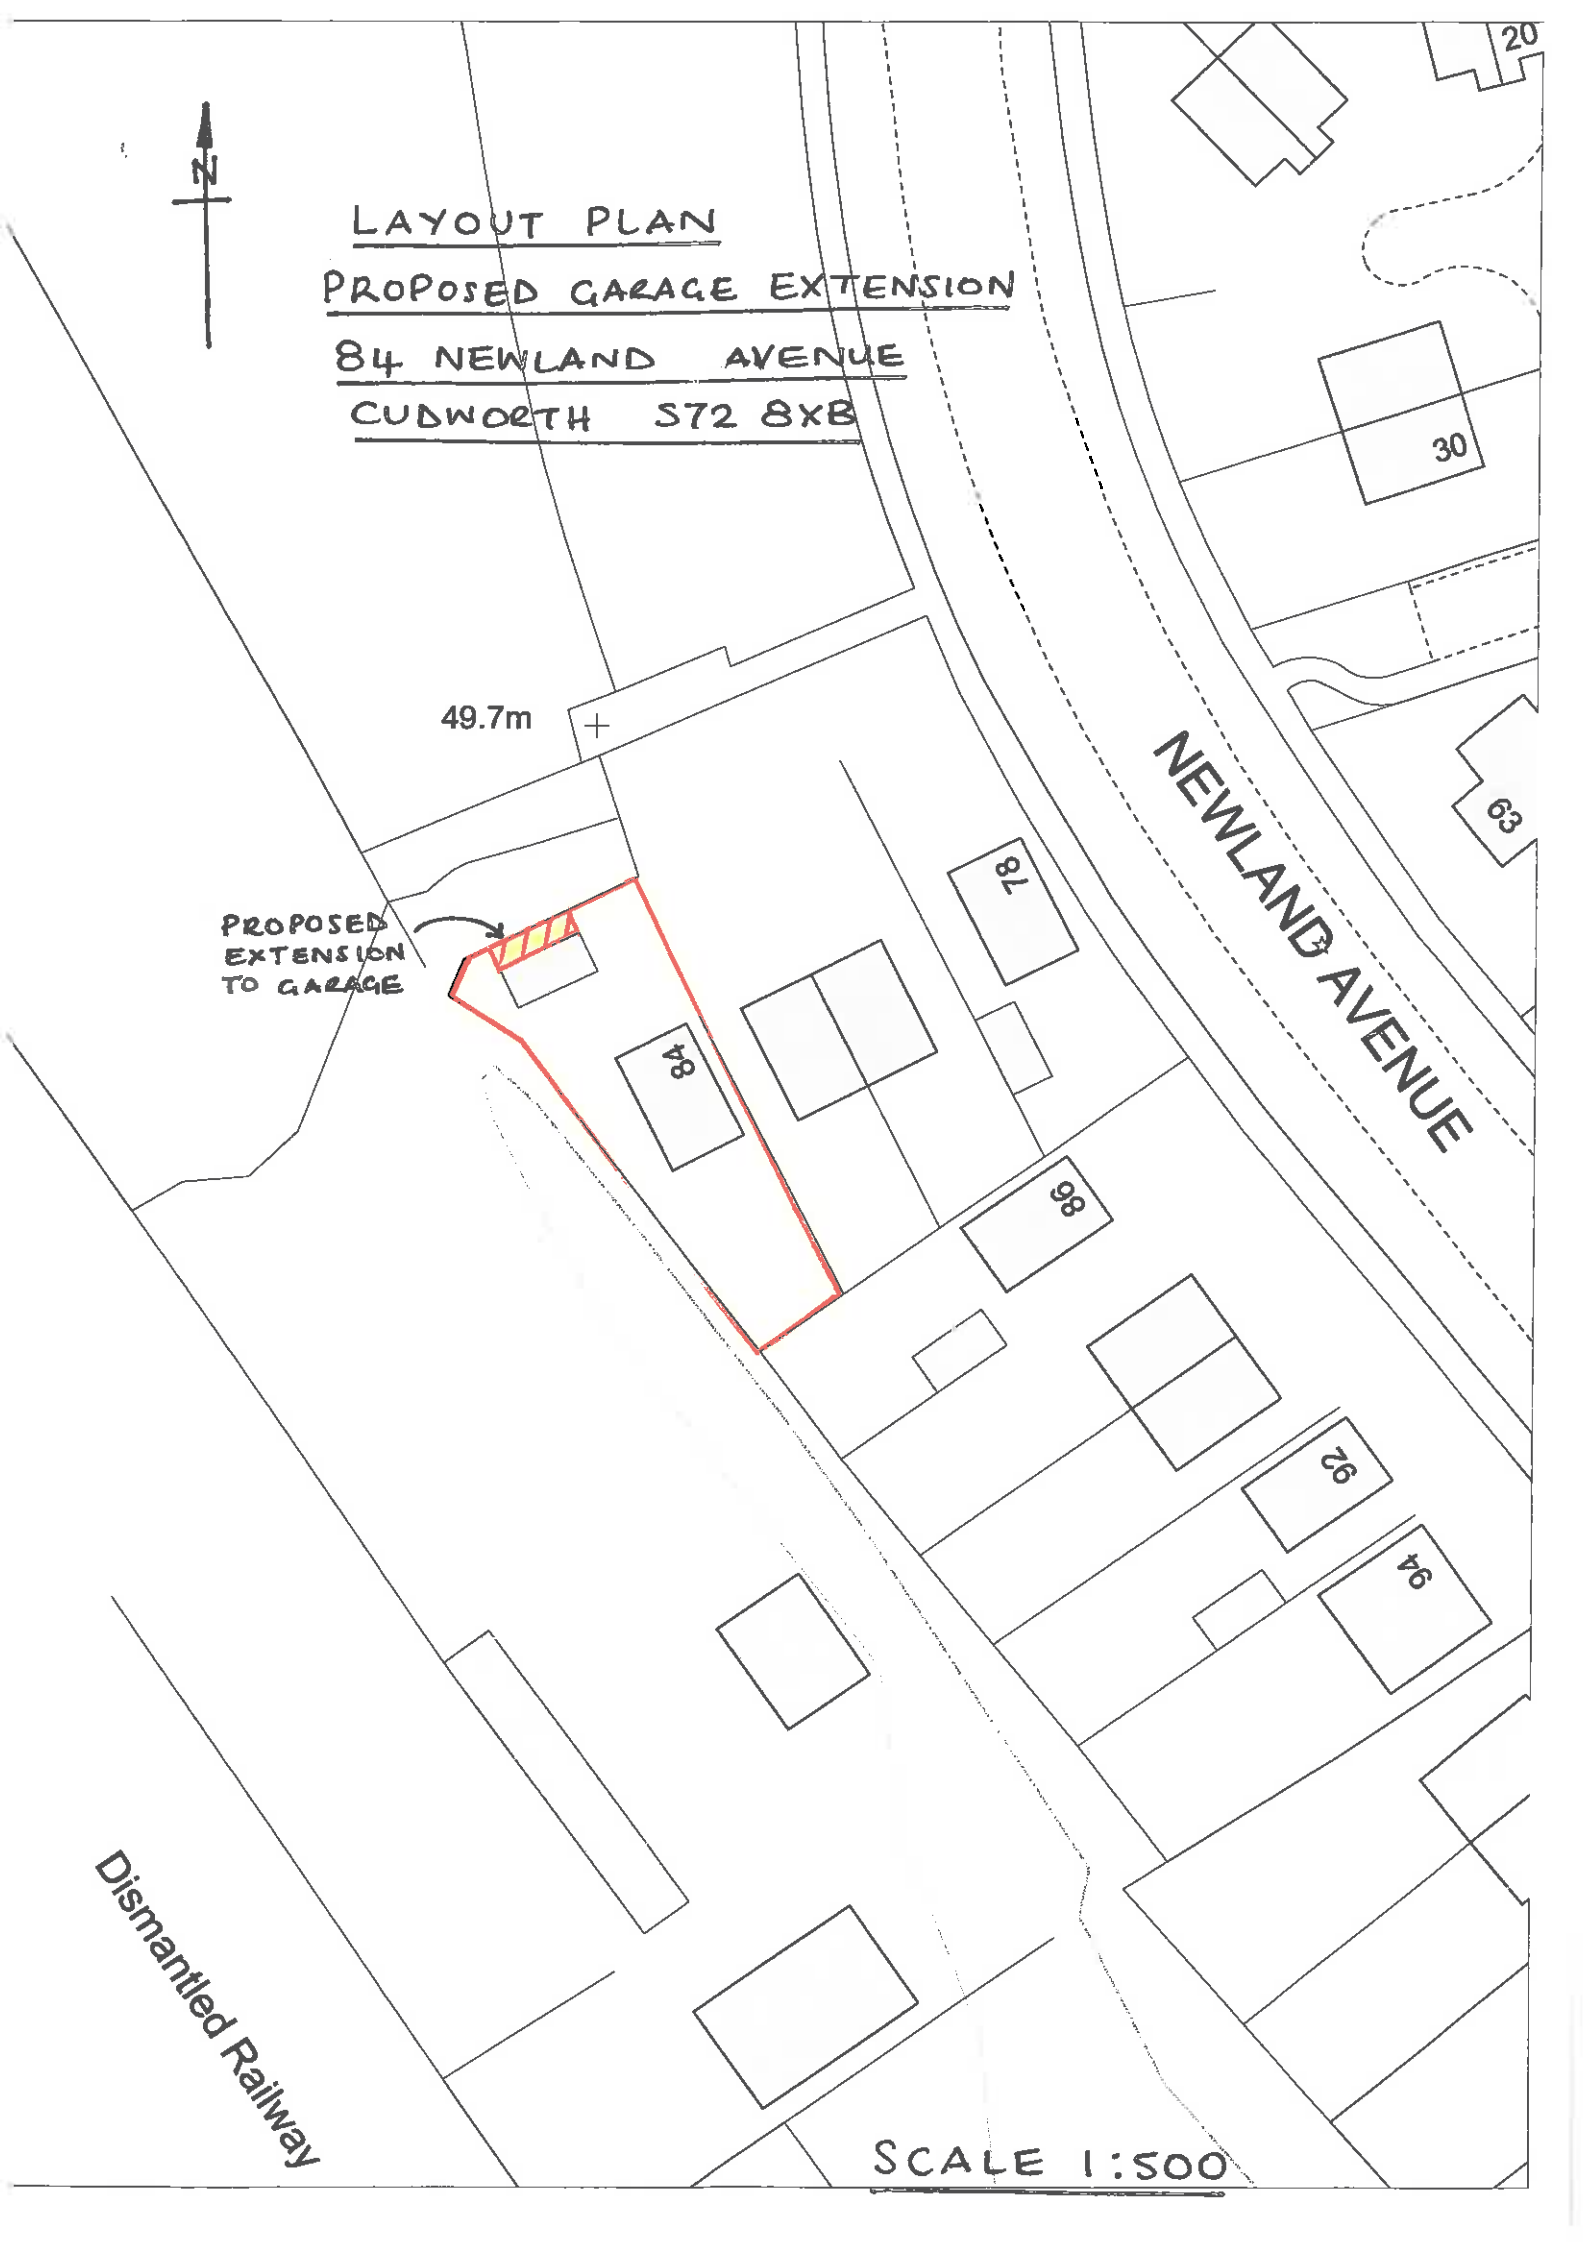 20
N
LAYOUT PLAN
PROPOSED GARAGE EXTENSION
84 NEWLAND AVENUE
CUDWORTH S72 8XB
30
49.7m
NEWLAND AVENUE
63
78
PROPOSED
EXTENSION
TO GARAGE
84
86
92
94
Dismantled Railway
SCALE 1:500